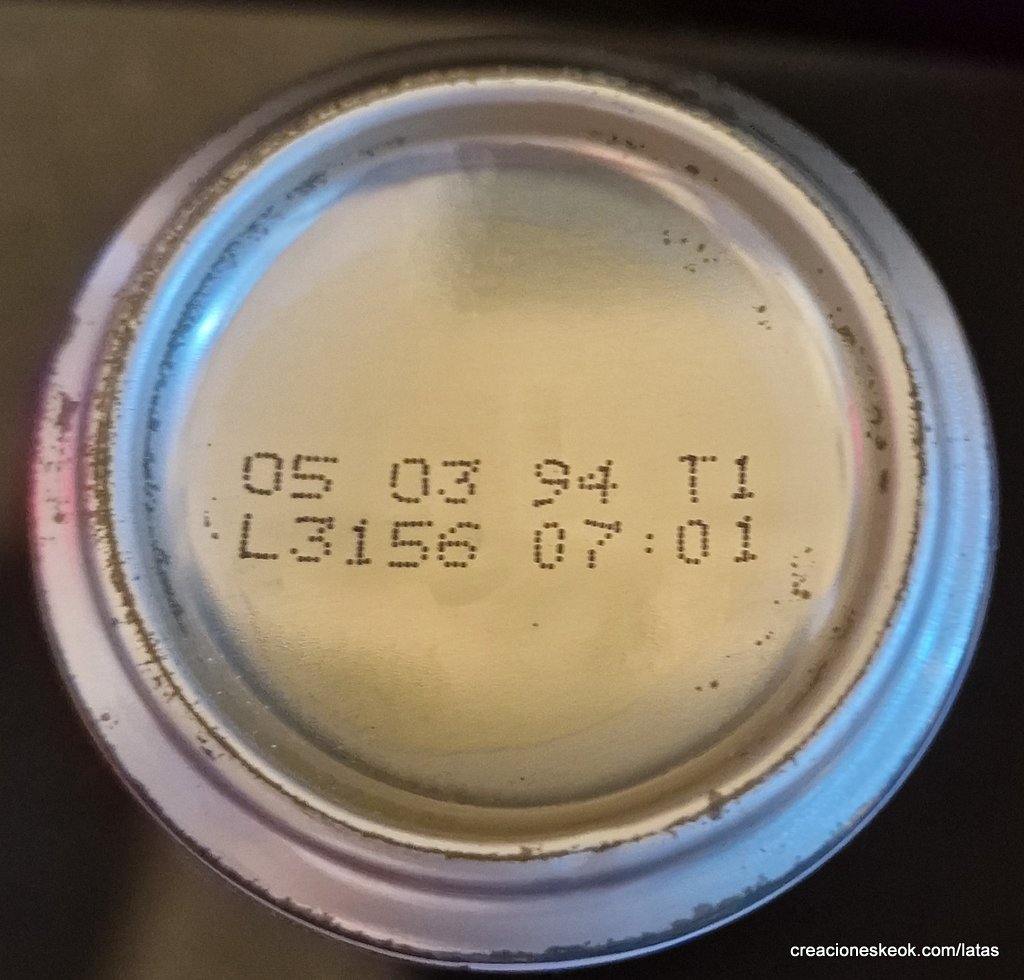 05 03 94 T1
L3156 07:01
creacioneskeok.com/latas